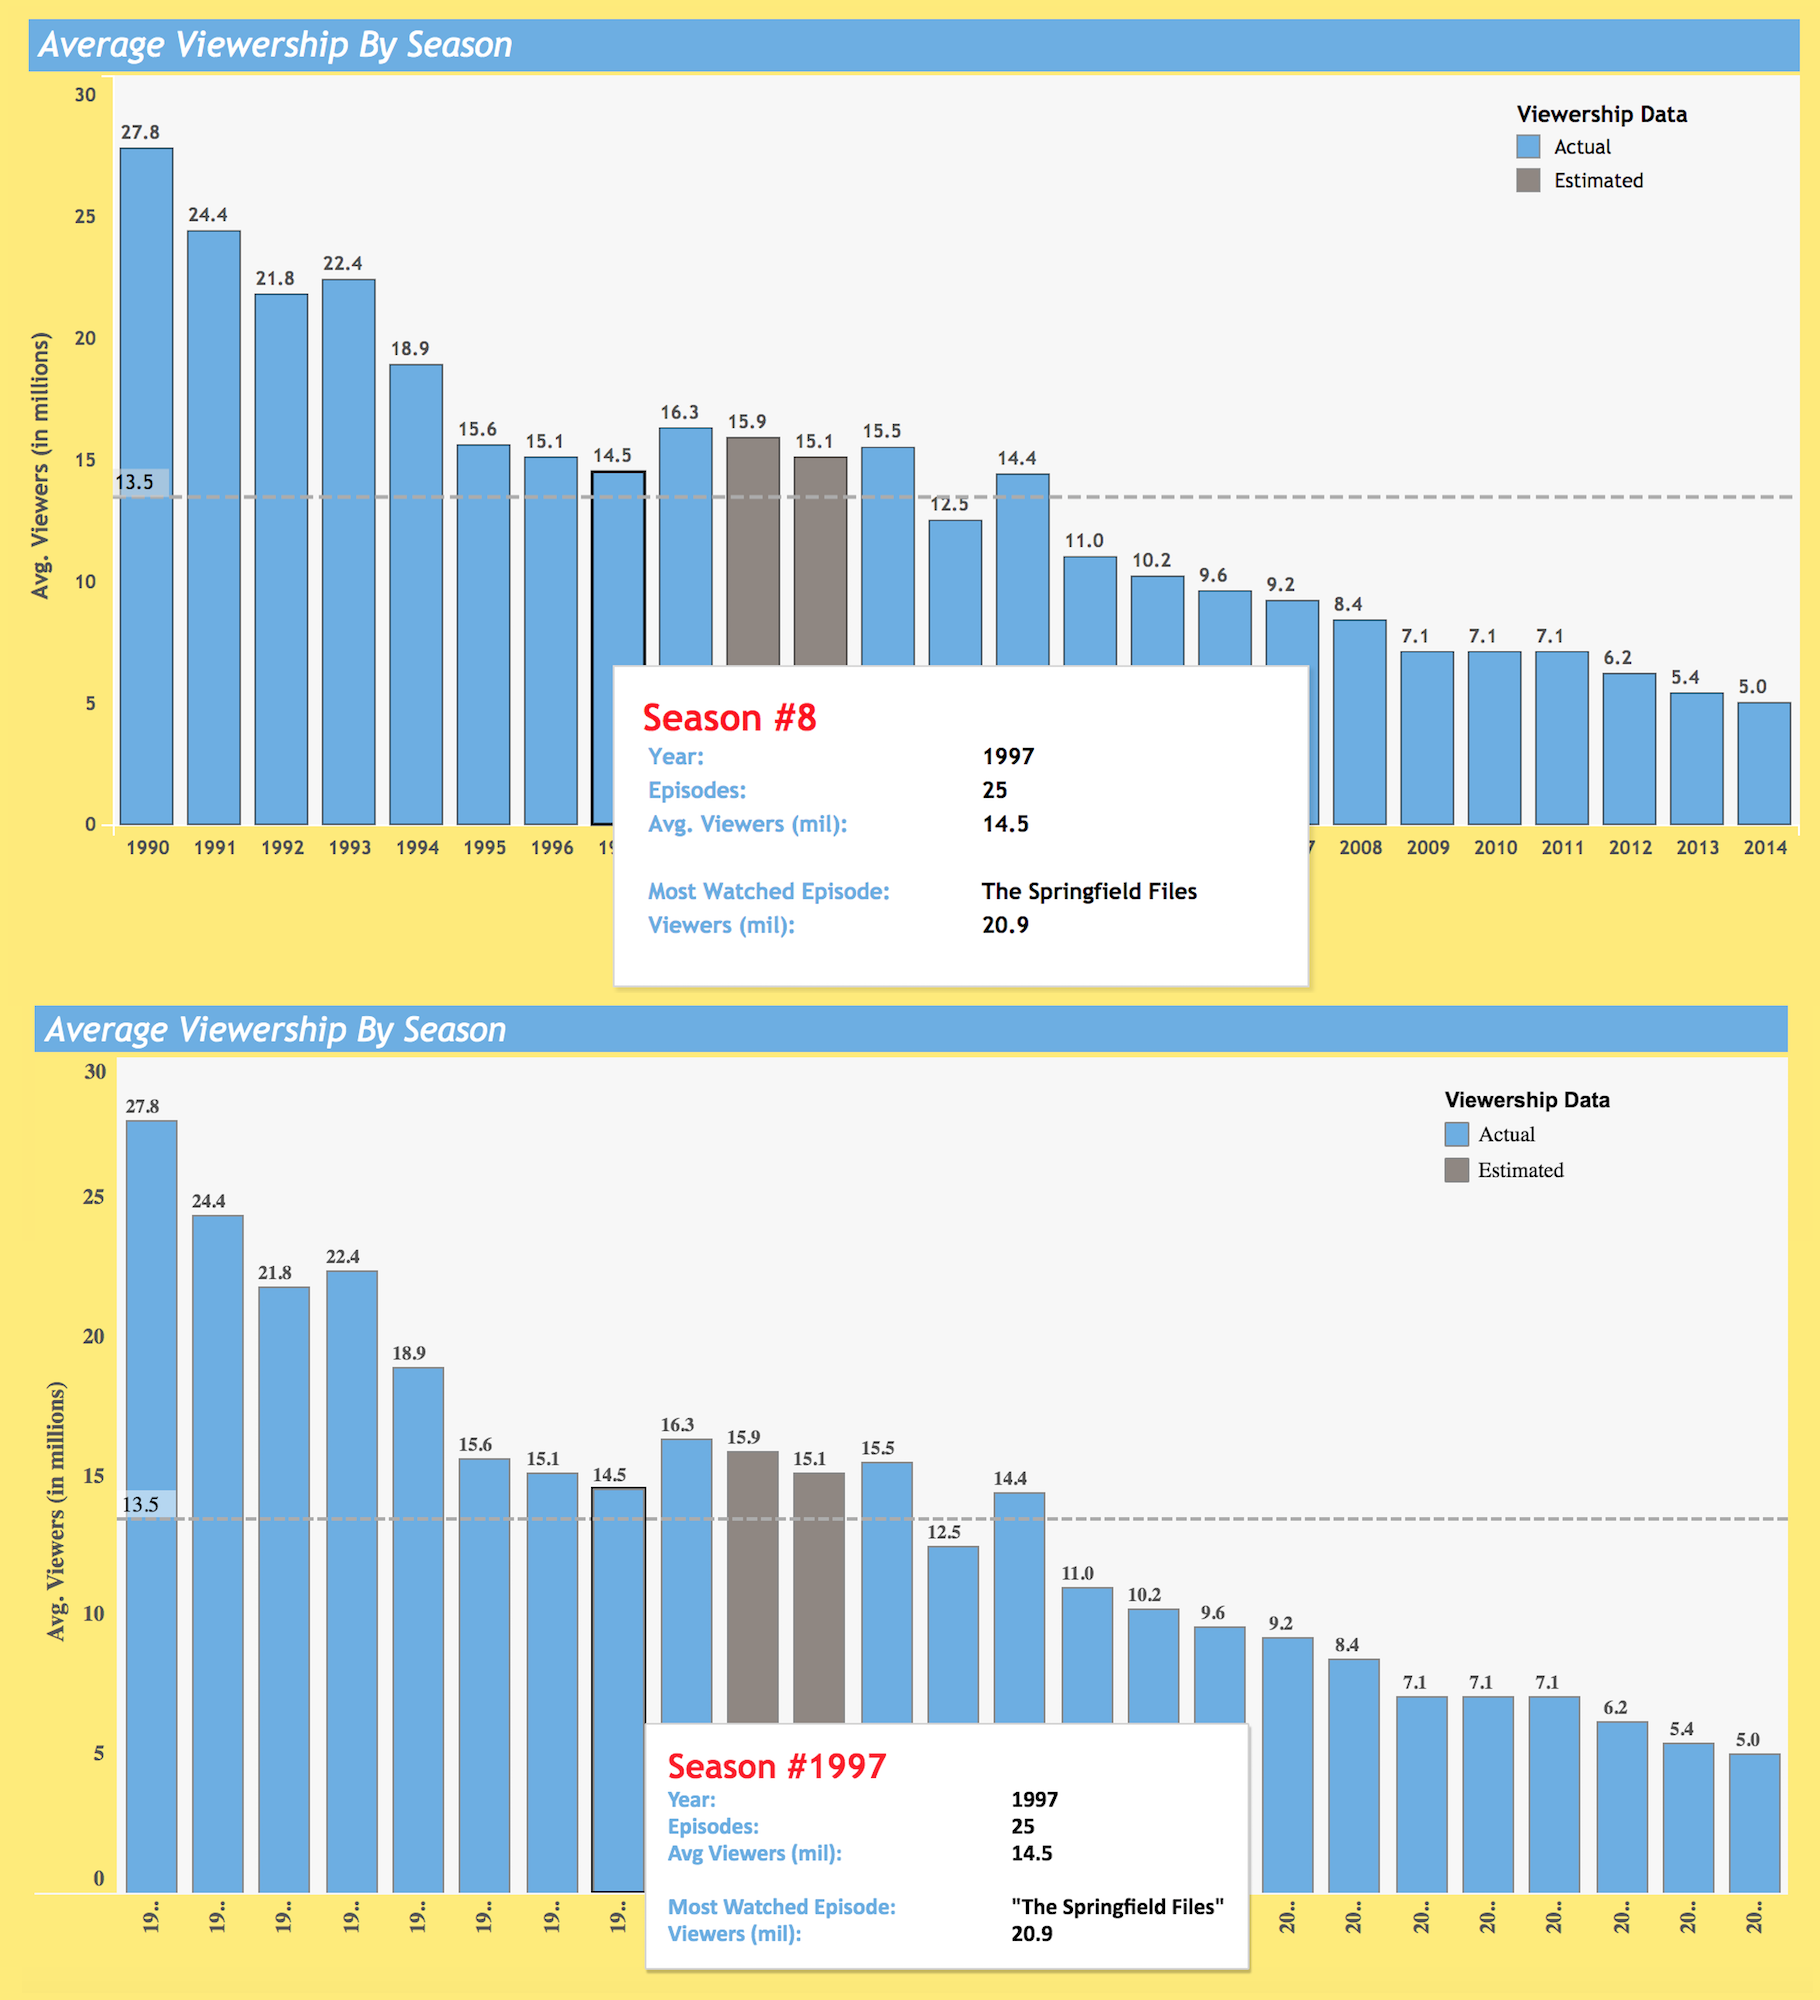 Average Viewership By Season
30
Viewership Data
27.8
Actual
Estimated
25
24.4
22.4
21.8
20
18.9
Avg. Viewers (in millions)
16.3
15.9
15.6 15.1 14.5 15.1 15.5
15
14.4
13.5
12.5
11.0
10.2
10
9.6
9.2
8.4
7.1 7.1 7.1
6.2
5.4
5.0
5
Season #8
Year: 1997
Episodes: 25
Avg. Viewers (mil): 14.5
Most Watched Episode: The Springfield Files
Viewers (mil): 20.9
0
1990 1991 1992 1993 1994 1995 1996 19 7 2008 2009 2010 2011 2012 2013 2014
Average Viewership By Season
30
Viewership Data
27.8
Actual
Estimated
25
24.4
22.4
21.8
20
18.9
Avg. Viewers (in millions)
16.3
15.9
15.6 15.1 14.5 15.1 15.5
15
14.4
13.5
12.5
11.0
10.2
10
9.6
9.2
8.4
7.1 7.1 7.1
6.2
5.4
5.0
5
Season #1997
Year: 1997
Episodes: 25
Avg Viewers (mil): 14.5
Most Watched Episode: "The Springfield Files"
Viewers (mil): 20.9
0
19.. 19.. 19.. 19.. 19.. 19.. 19.. 19.. 20.. 20.. 20.. 20.. 20.. 20.. 20.. 20..